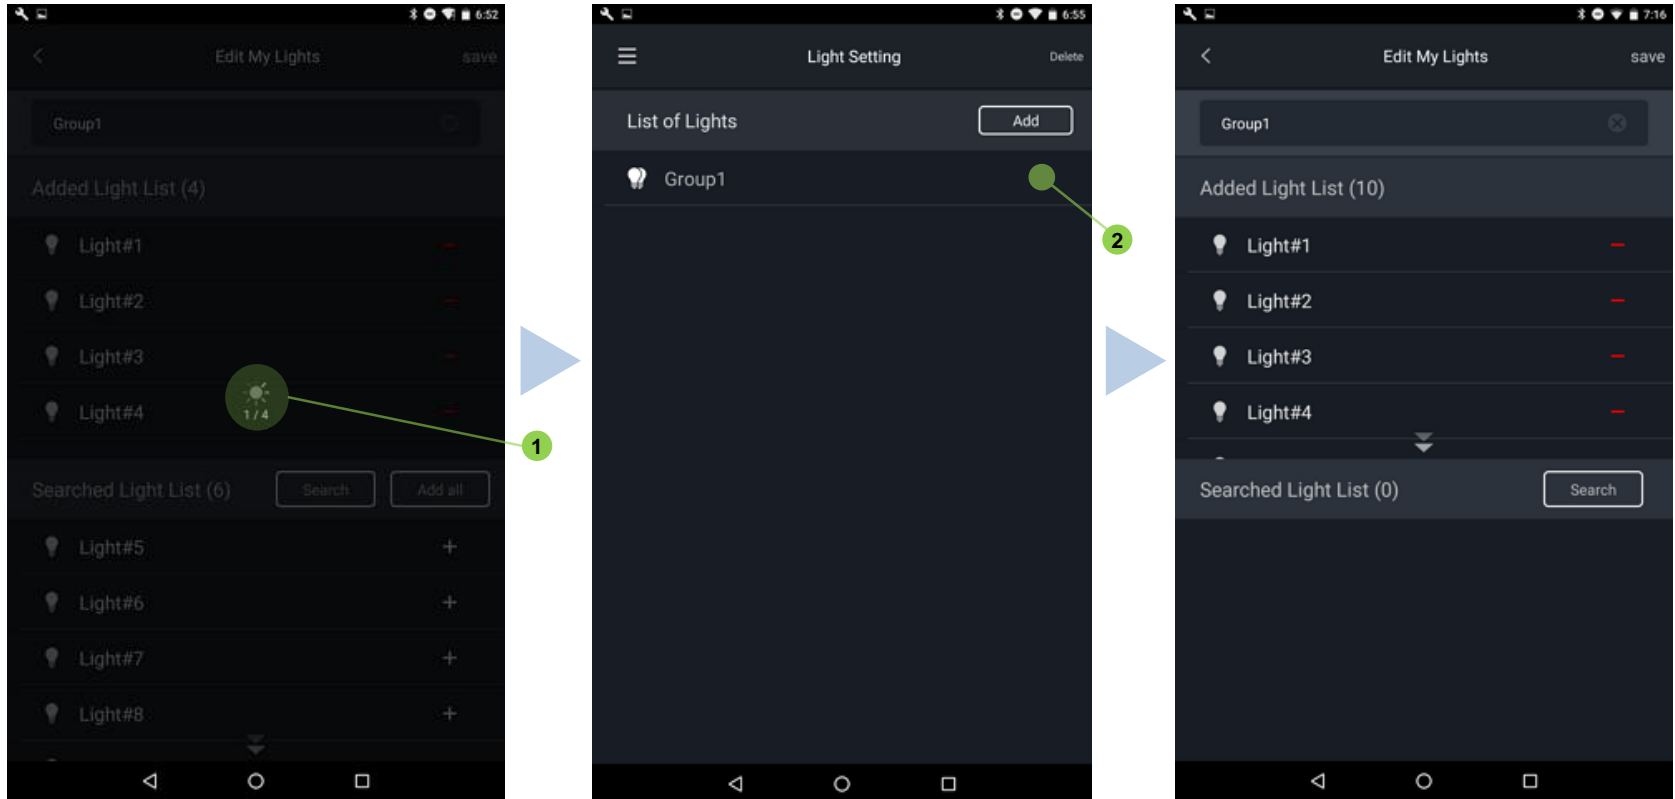 6:52
Edit My Lights
save
Group1
Added Light List (4)
Light#1
Light#2
Light#3
Light#4
1 / 4
1
Searched Light List (6)
Search
Add all
Light#5
Light#6
Light#7
Light#8
6:55
Light Setting
Delete
List of Lights
Add
Group1
2
7:16
Edit My Lights
save
Group1
Added Light List (10)
Light#1
Light#2
Light#3
Light#4
Searched Light List (0)
Search